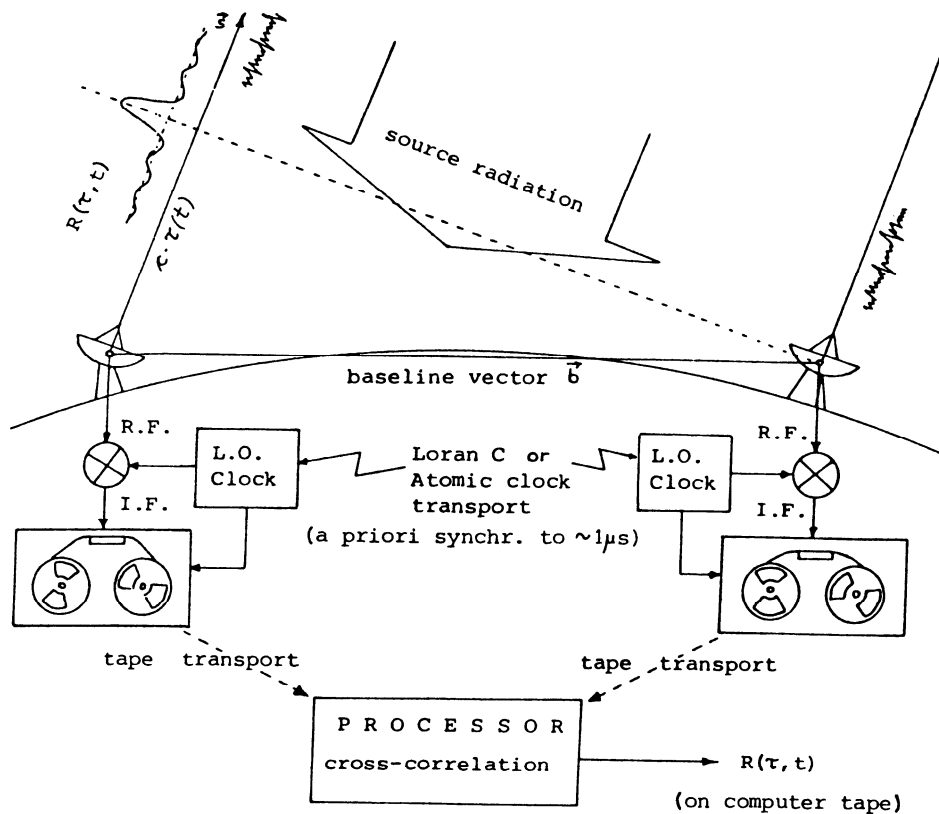 s⃗
R(τ,t)
c·τ(t)
source radiation
baseline vector b⃗
R.F.
R.F.
L.O.
Clock
Loran C or
Atomic clock
transport
(a priori synchr. to ~1μs)
L.O.
Clock
I.F.
I.F.
tape transport
tape transport
PROCESSOR
cross-correlation
R(τ,t)
(on computer tape)